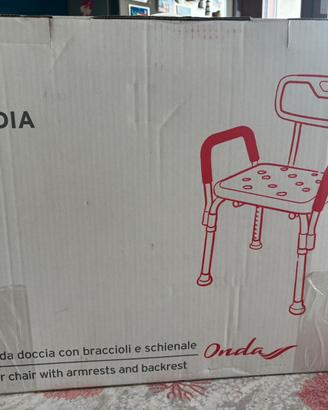 DIA
da doccia con braccioli e schienale
r chair with armrests and backrest
Onda